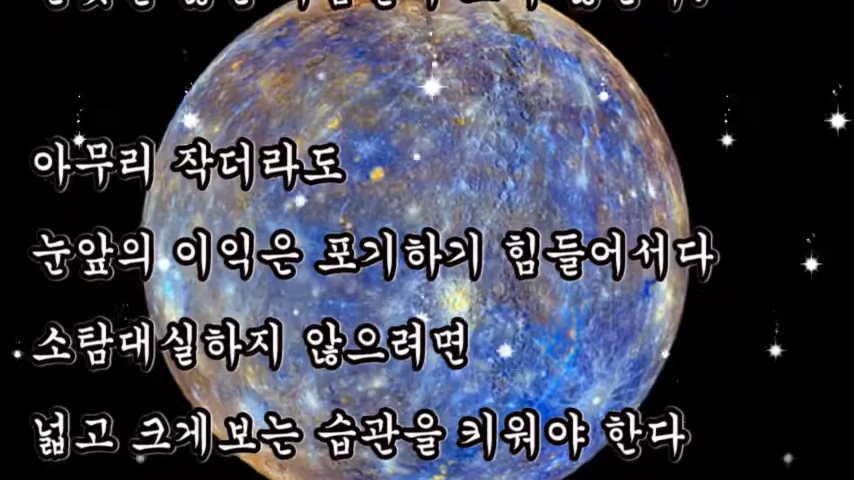 아무리 작더라도
눈앞의 이익은 포기하기 힘들어서다
소탐대실하지 않으려면
넓고 크게보는 습관을 키워야 한다